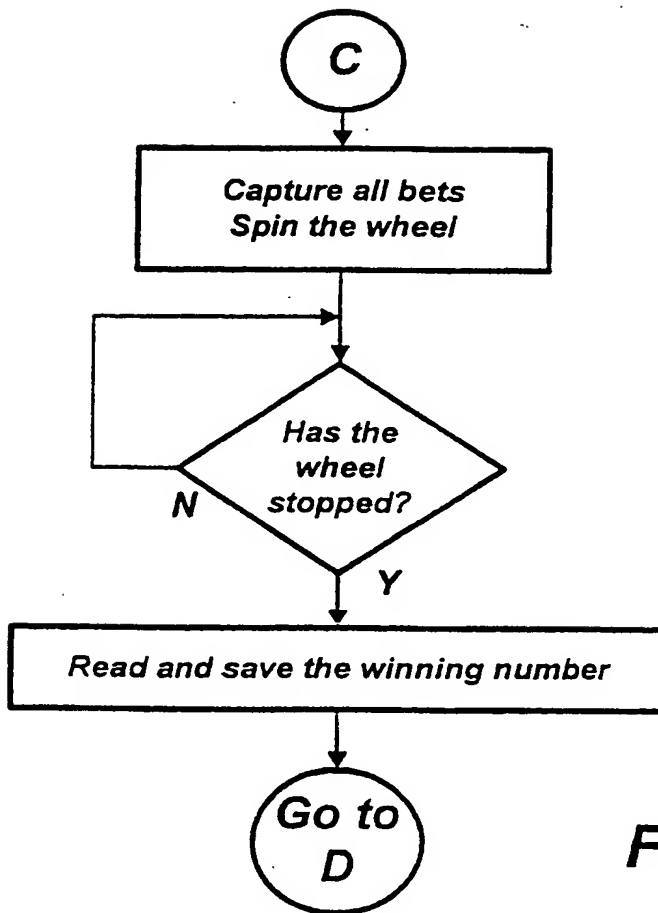 C
Capture all bets
Spin the wheel
Has the
wheel
stopped?
N
Y
Read and save the winning number
Go to
D
F